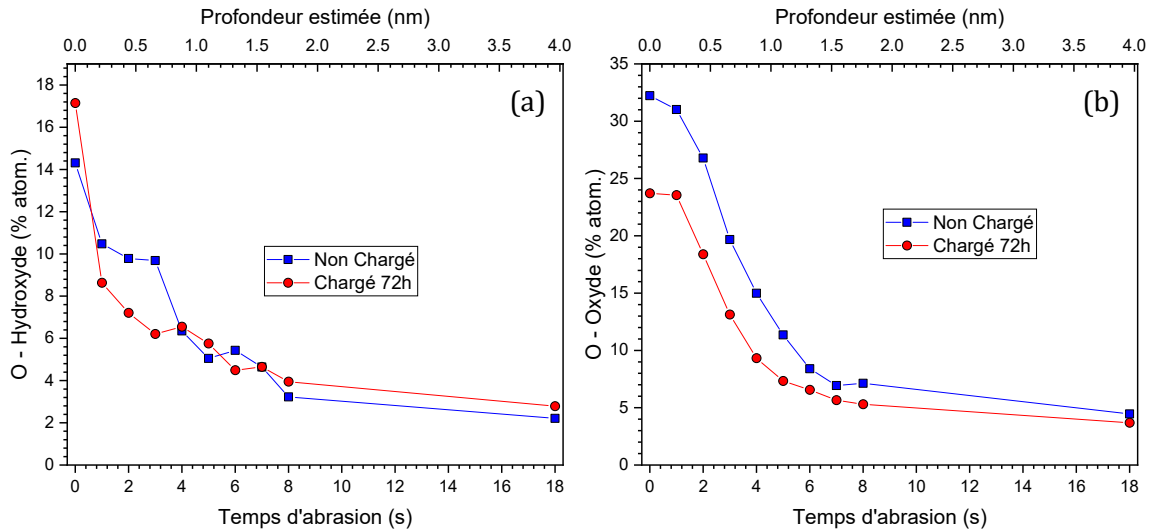 Profondeur estimée (nm)
0.0 0.5 1.0 1.5 2.0 2.5 3.0 3.5 4.0
18
16
14
12
10
8
6
4
2
0
O - Hydroxyde (% atom.)
(a)
Non Chargé
Chargé 72h
0 2 4 6 8 10 12 14 16 18
Temps d'abrasion (s)
Profondeur estimée (nm)
0.0 0.5 1.0 1.5 2.0 2.5 3.0 3.5 4.0
35
30
25
20
15
10
5
0
O - Oxyde (% atom.)
(b)
Non Chargé
Chargé 72h
0 2 4 6 8 10 12 14 16 18
Temps d'abrasion (s)